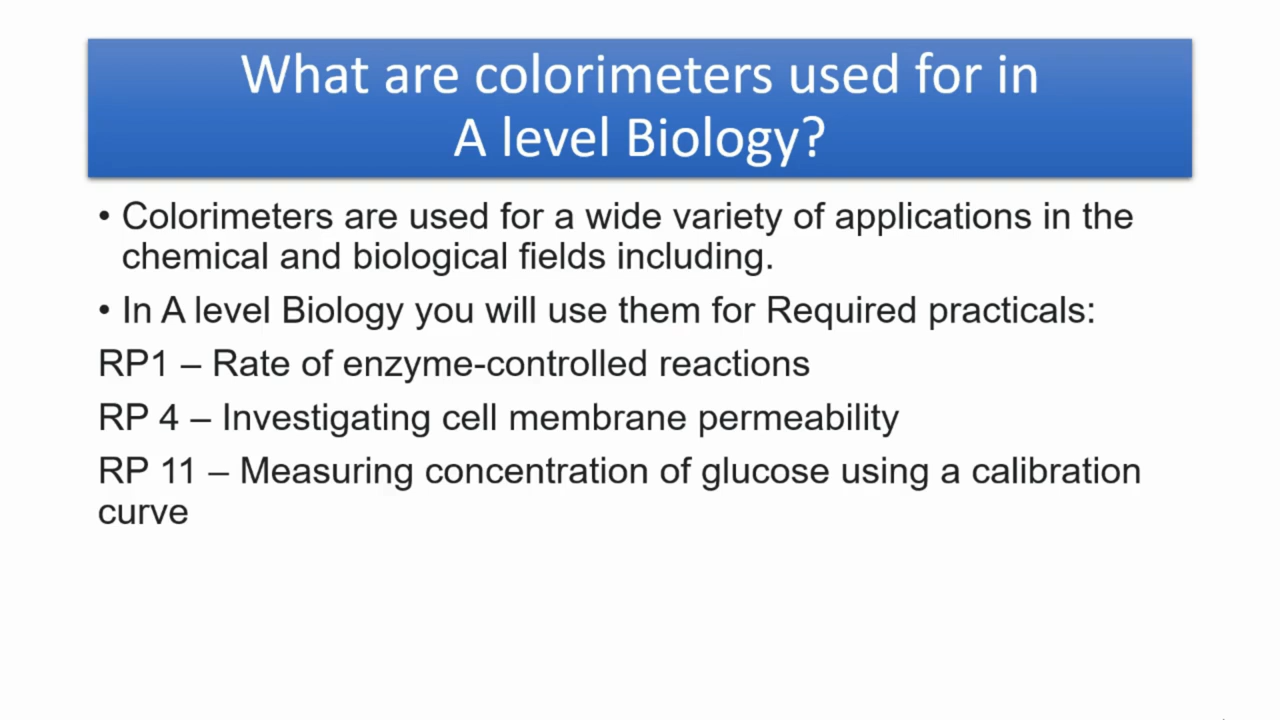 What are colorimeters used for in
A level Biology?
• Colorimeters are used for a wide variety of applications in the
chemical and biological fields including.
• In A level Biology you will use them for Required practicals:
RP1 – Rate of enzyme-controlled reactions
RP 4 – Investigating cell membrane permeability
RP 11 – Measuring concentration of glucose using a calibration
curve